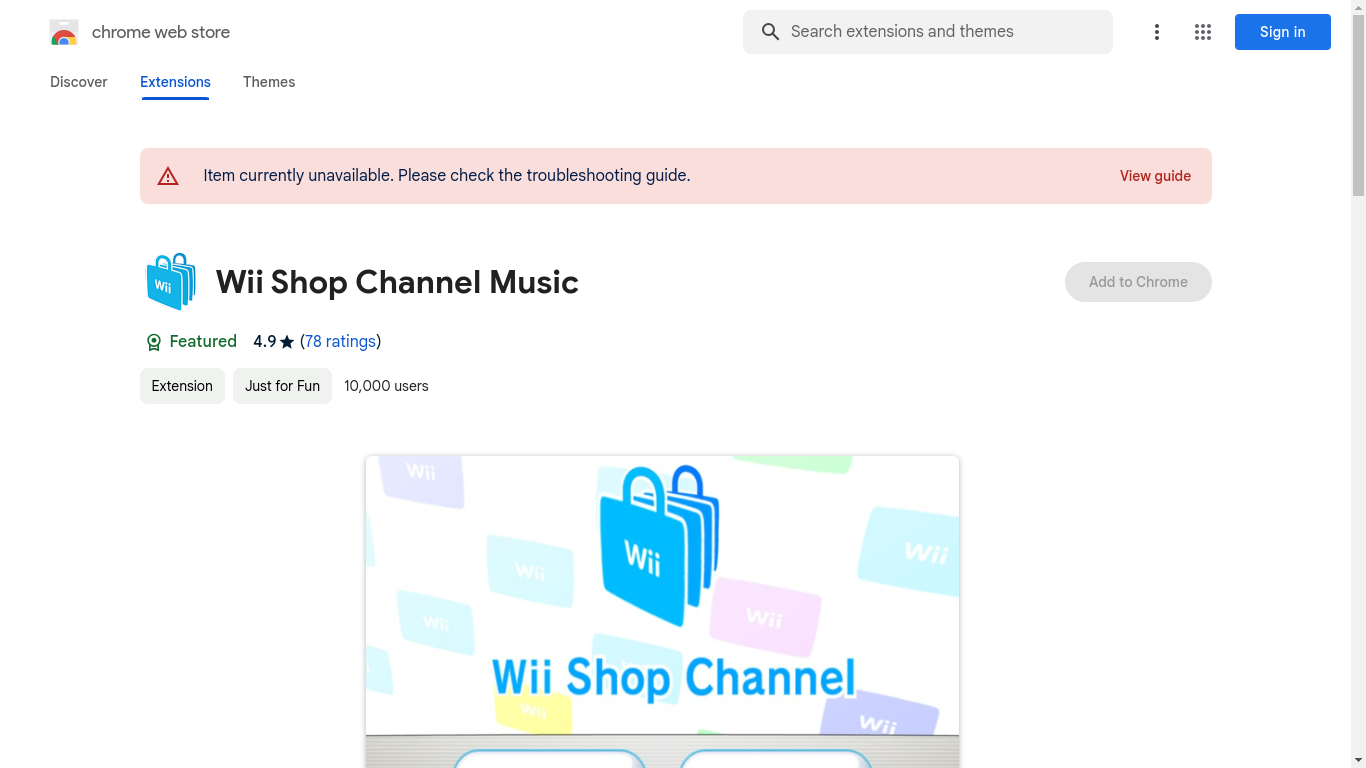 chrome web store
Search extensions and themes
Sign in
Discover
Extensions
Themes
Item currently unavailable. Please check the troubleshooting guide.
View guide
Wii
Wii Shop Channel Music
Add to Chrome
Featured
4.9 (78 ratings)
Extension
Just for Fun
10,000 users
Wii
Wii
Wii
Wii
Wii
Wii
Wii Shop Channel
Wii
Wii